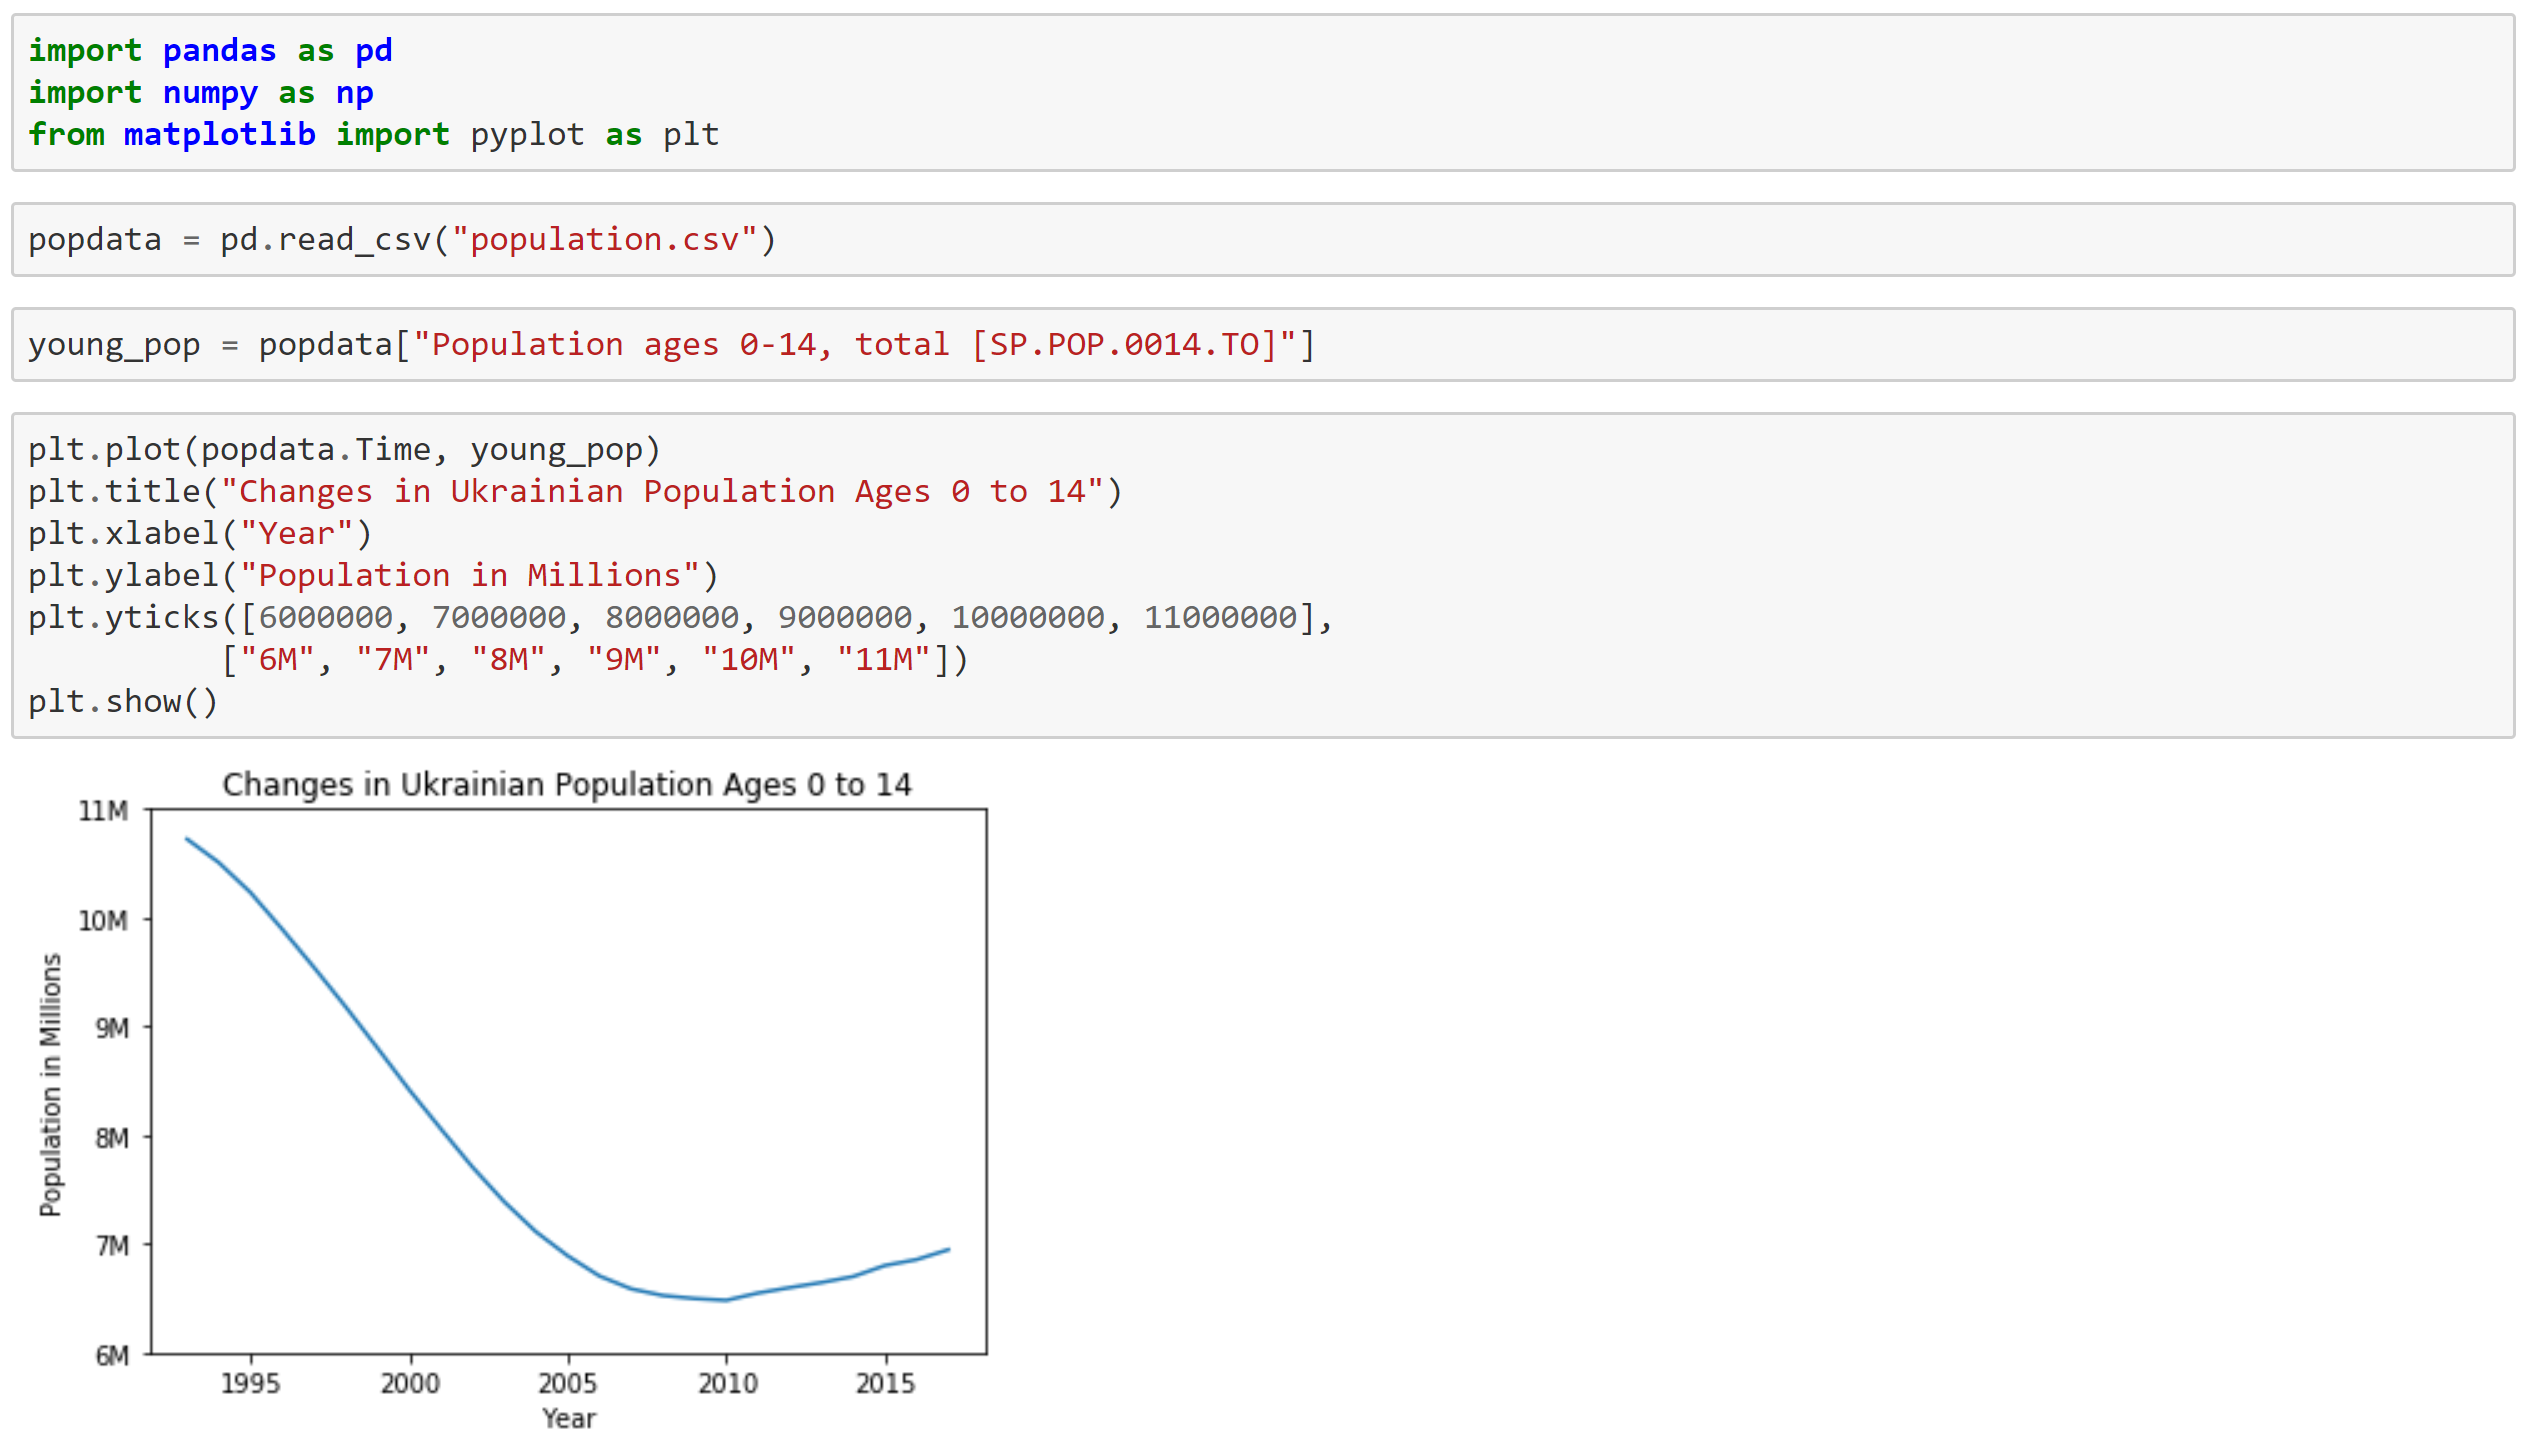 import pandas as pd
import numpy as np
from matplotlib import pyplot as plt
popdata = pd.read_csv("population.csv")
young_pop = popdata["Population ages 0-14, total [SP.POP.0014.TO]"]
plt.plot(popdata.Time, young_pop)
plt.title("Changes in Ukrainian Population Ages 0 to 14")
plt.xlabel("Year")
plt.ylabel("Population in Millions")
plt.yticks([6000000, 7000000, 8000000, 9000000, 10000000, 11000000],
["6M", "7M", "8M", "9M", "10M", "11M"])
plt.show()
Changes in Ukrainian Population Ages 0 to 14
11M
10M
9M
8M
7M
6M
Population in Millions
1995 2000 2005 2010 2015
Year